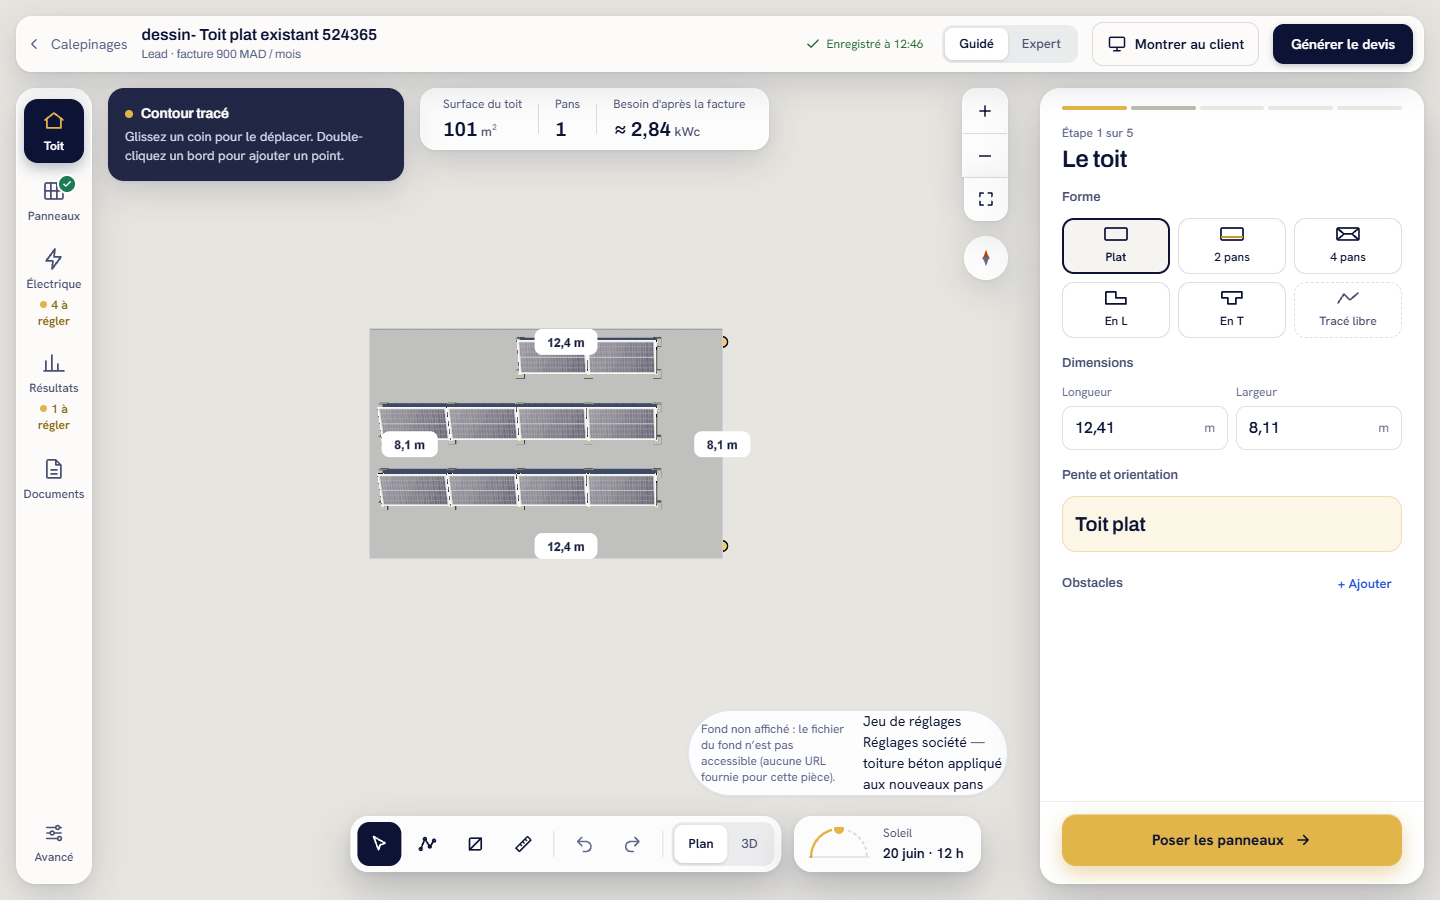 Calepinages
dessin- Toit plat existant 524365
Lead · facture 900 MAD / mois
Enregistré à 12:46
Guidé
Expert
Montrer au client
Générer le devis
Toit
Panneaux
Électrique
4 à
régler
Résultats
1 à
régler
Documents
Avancé
Contour tracé
Glissez un coin pour le déplacer. Double-
cliquez un bord pour ajouter un point.
Surface du toit
101 m²
Pans
1
Besoin d'après la facture
≈ 2,84 kWc
12,4 m
8,1 m
8,1 m
12,4 m
Fond non affiché : le fichier
du fond n’est pas
accessible (aucune URL
fournie pour cette pièce).
Jeu de réglages
Réglages société —
toiture béton appliqué
aux nouveaux pans
Plan
3D
Soleil
20 juin · 12 h
Étape 1 sur 5
Le toit
Forme
Plat
2 pans
4 pans
En L
En T
Tracé libre
Dimensions
Longueur
Largeur
12,41 m
8,11 m
Pente et orientation
Toit plat
Obstacles
+ Ajouter
Poser les panneaux